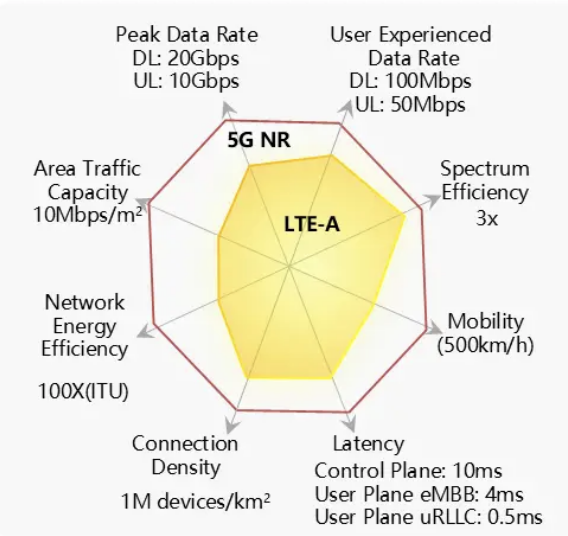 Peak Data Rate
DL: 20Gbps
UL: 10Gbps
User Experienced
Data Rate
DL: 100Mbps
UL: 50Mbps
5G NR
Area Traffic
Capacity
10Mbps/m²
Spectrum
Efficiency
3x
LTE-A
Network
Energy
Efficiency
100X(ITU)
Mobility
(500km/h)
Connection
Density
1M devices/km²
Latency
Control Plane: 10ms
User Plane eMBB: 4ms
User Plane uRLLC: 0.5ms